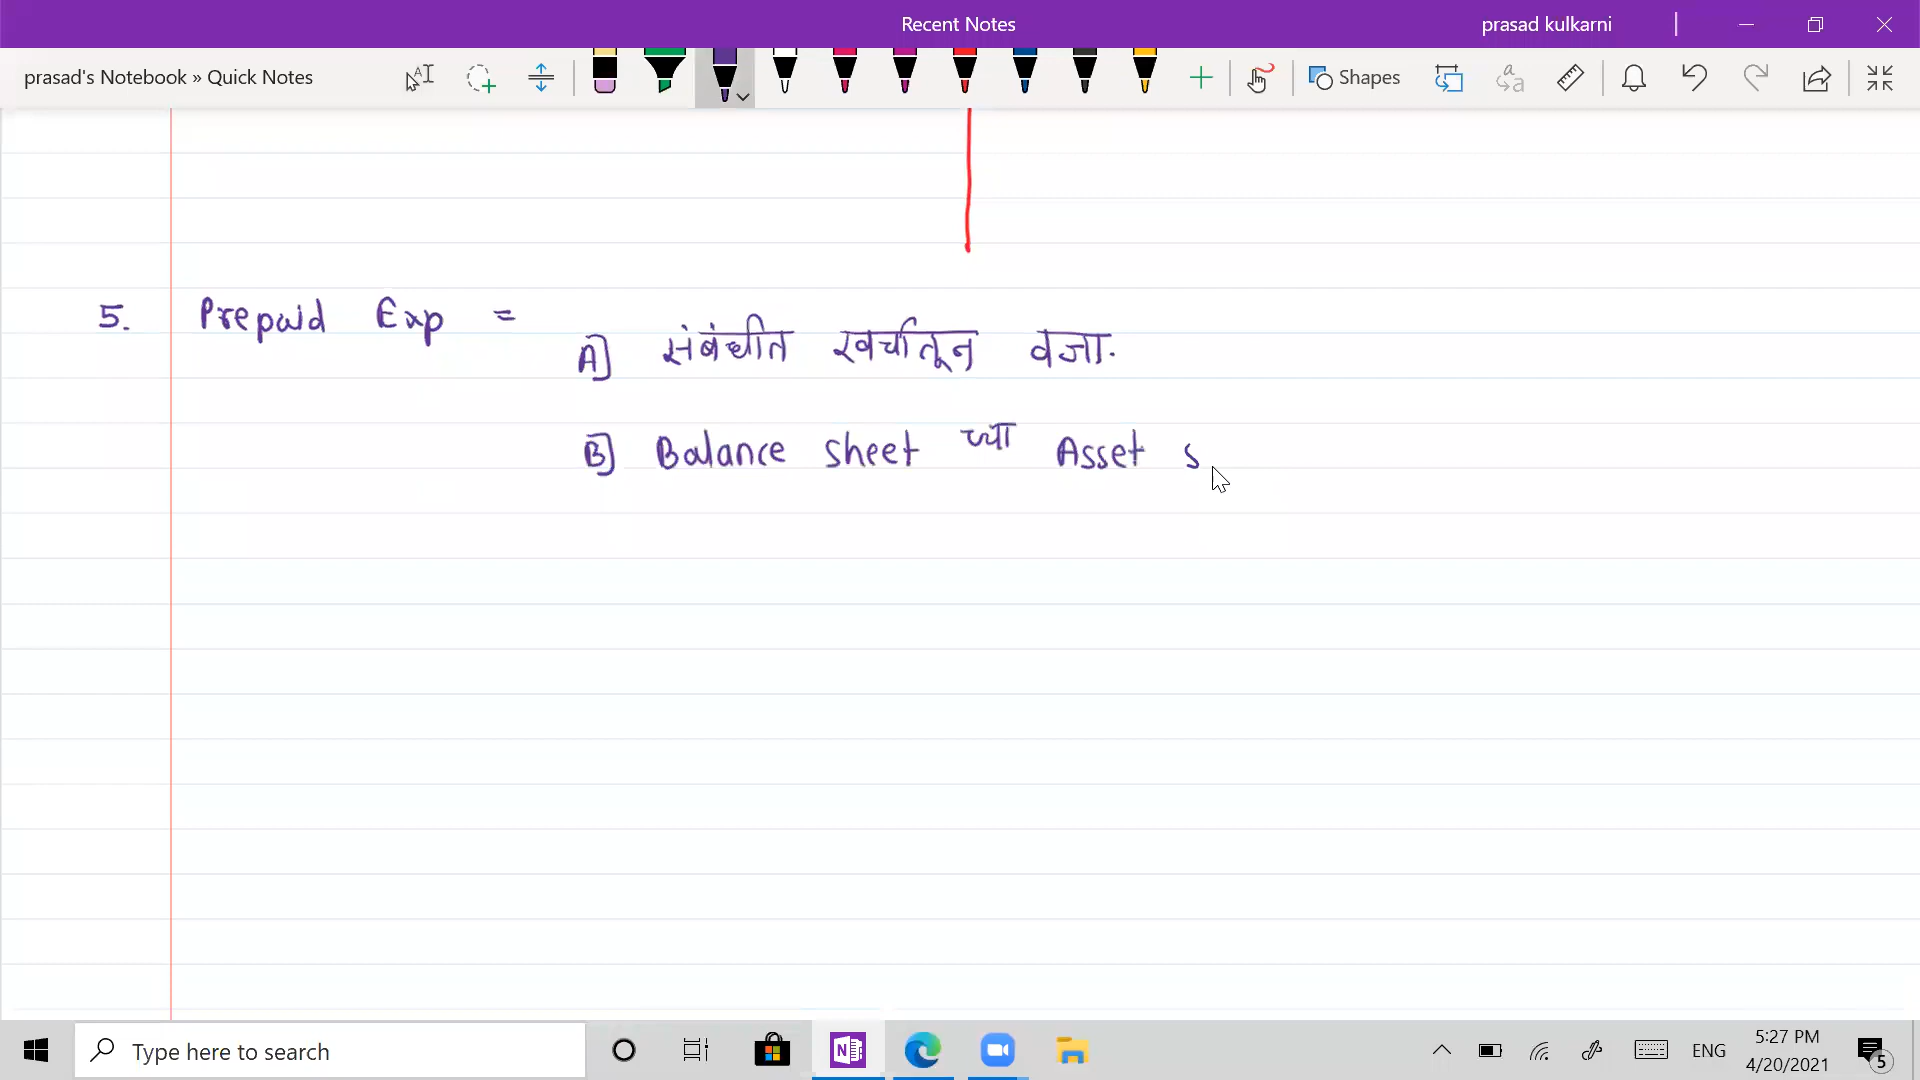 Recent Notes
prasad kulkarni
prasad's Notebook » Quick Notes
Shapes
5. Prepaid Exp =
A] संबंधीत खर्चातून वजा.
B] Balance sheet च्या Asset s
Type here to search
ENG
5:27 PM
4/20/2021
5